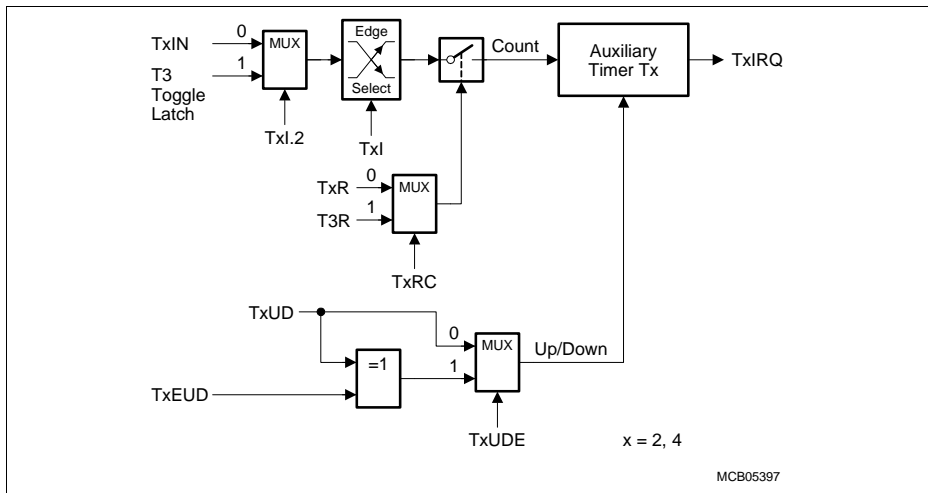 TxIN
0
MUX
T3
Toggle
Latch
1
TxI.2
Edge
Select
TxI
Count
Auxiliary
Timer Tx
TxIRQ
TxR
0
MUX
T3R
1
TxRC
TxUD
0
MUX
Up/Down
=1
1
TxEUD
TxUDE
x = 2, 4
MCB05397